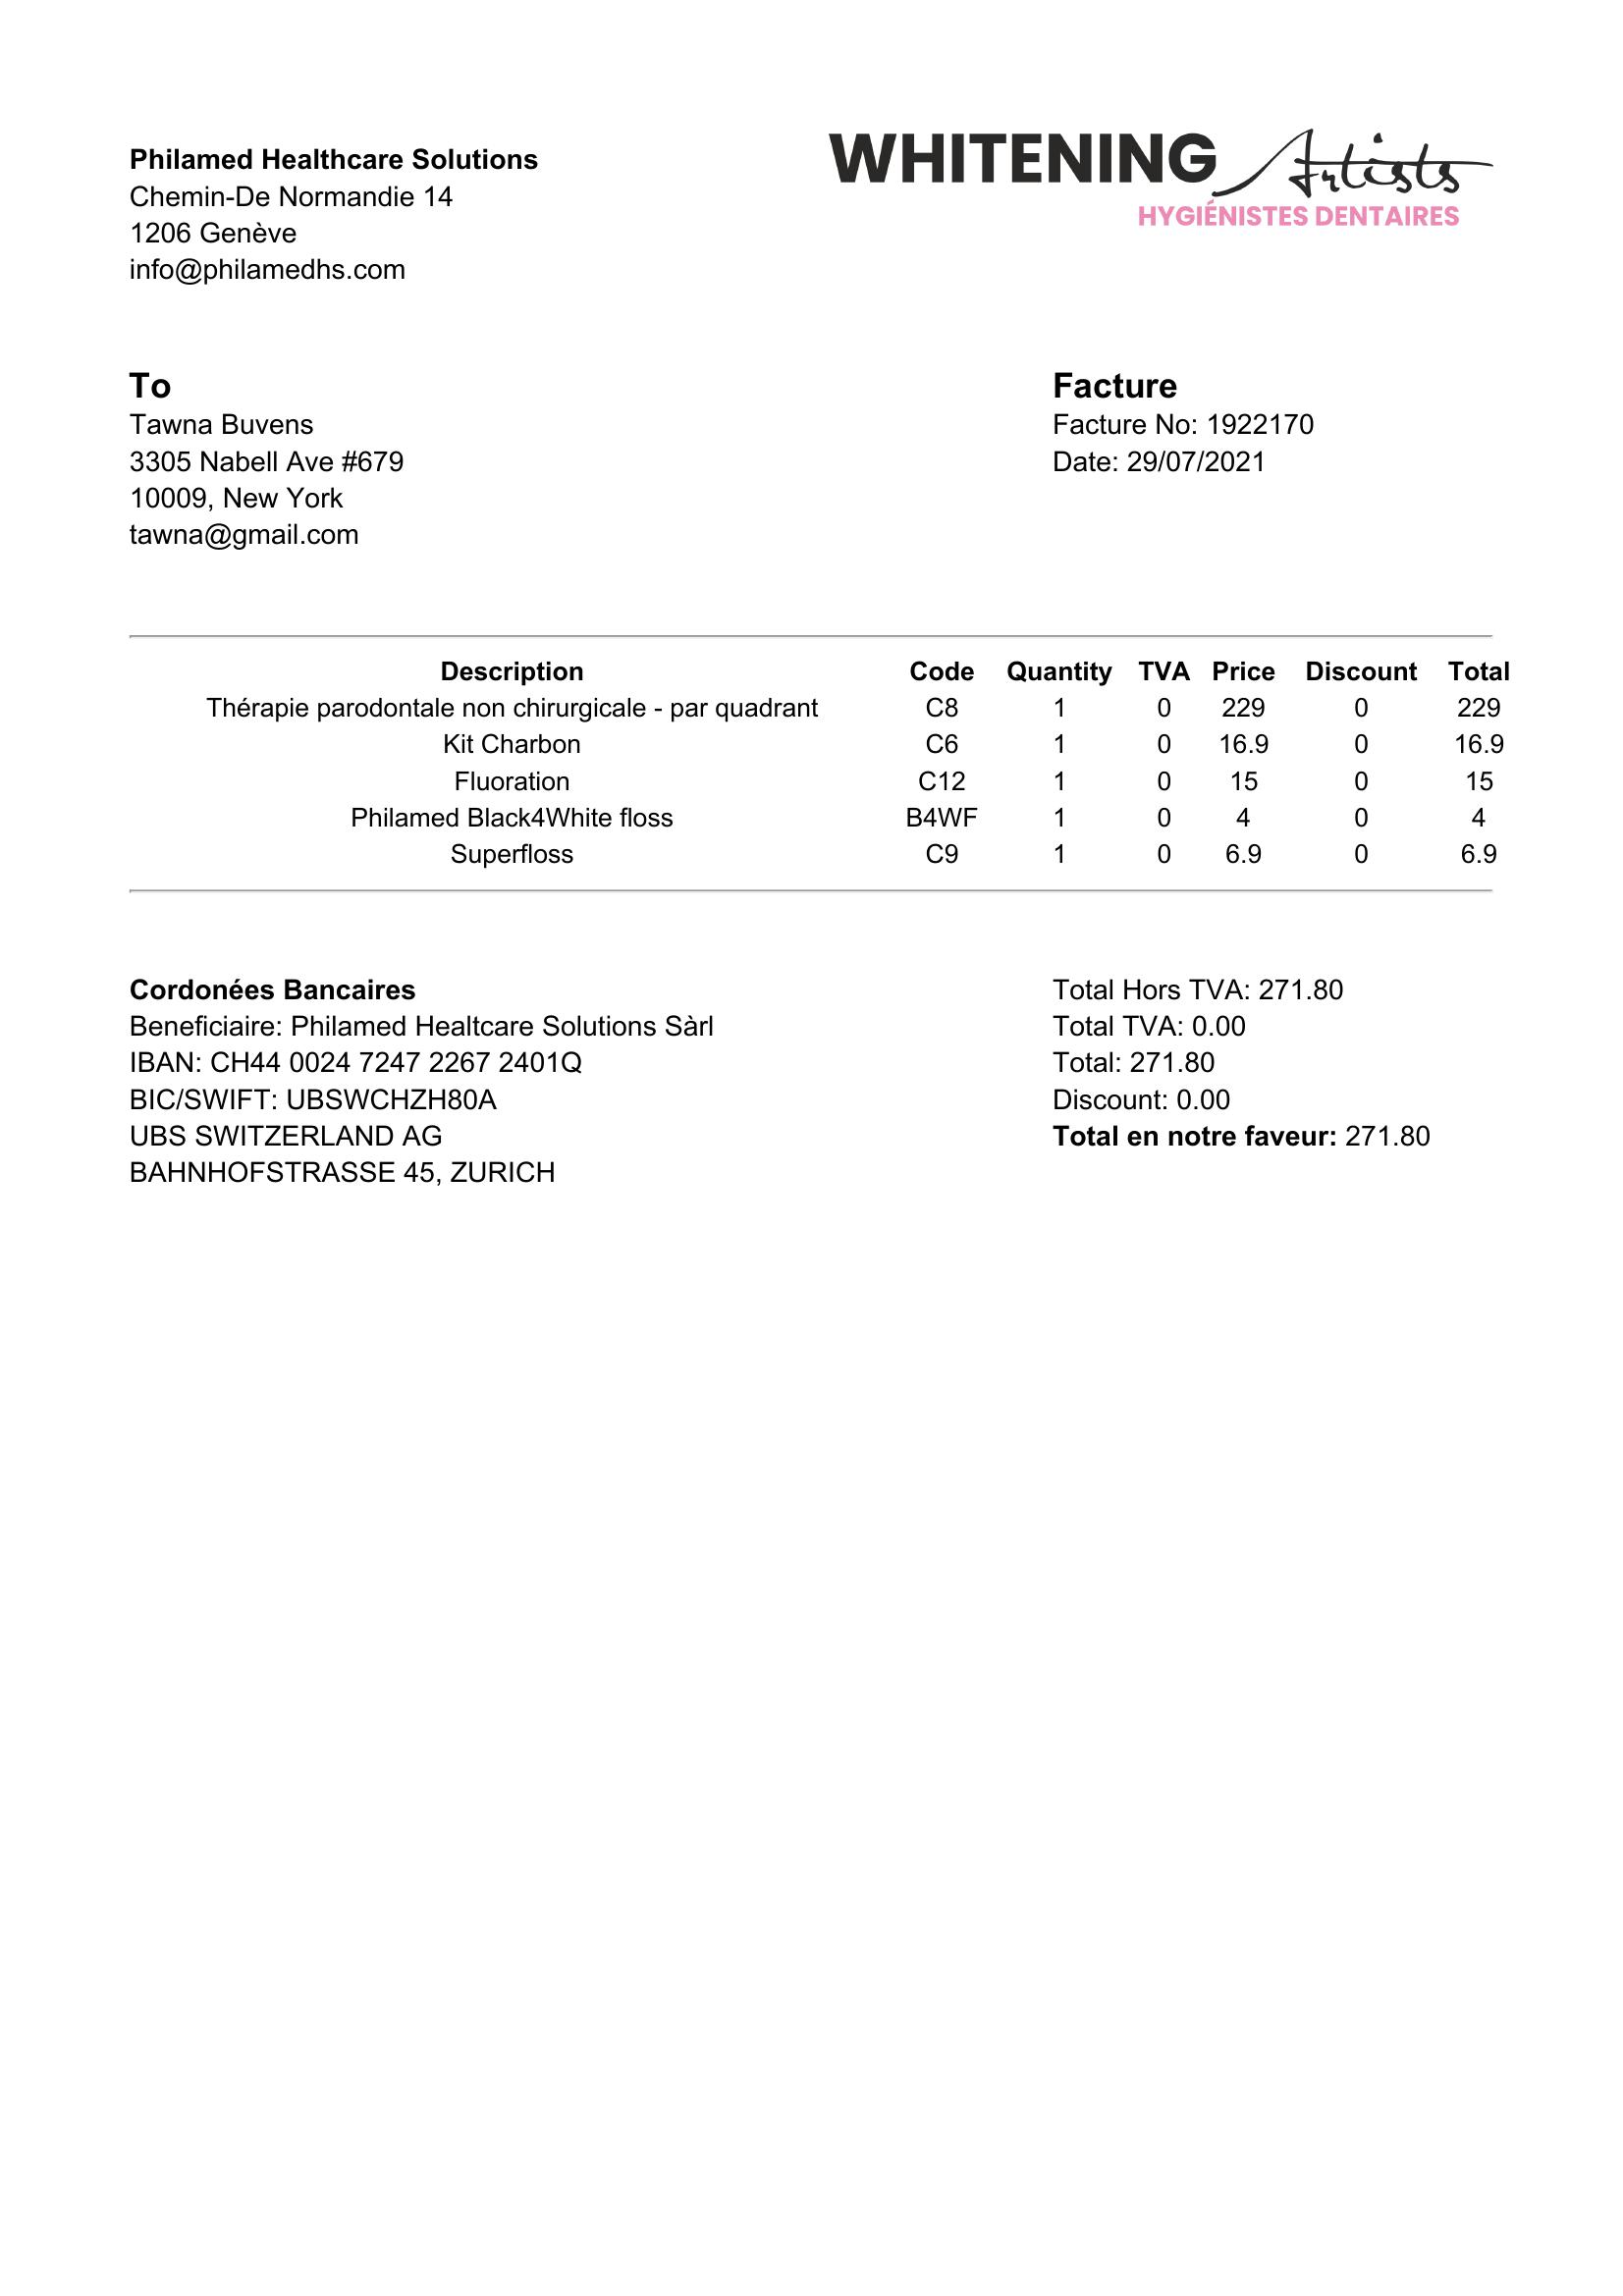 Philamed Healthcare Solutions
Chemin-De Normandie 14
1206 Genève
info@philamedhs.com
WHITENING Artists
HYGIÉNISTES DENTAIRES
To
Tawna Buvens
3305 Nabell Ave #679
10009, New York
tawna@gmail.com
Facture
Facture No: 1922170
Date: 29/07/2021
Description Code Quantity TVA Price Discount Total
Thérapie parodontale non chirurgicale - par quadrant C8 1 0 229 0 229
Kit Charbon C6 1 0 16.9 0 16.9
Fluoration C12 1 0 15 0 15
Philamed Black4White floss B4WF 1 0 4 0 4
Superfloss C9 1 0 6.9 0 6.9
Cordonées Bancaires
Beneficiaire: Philamed Healtcare Solutions Sàrl
IBAN: CH44 0024 7247 2267 2401Q
BIC/SWIFT: UBSWCHZH80A
UBS SWITZERLAND AG
BAHNHOFSTRASSE 45, ZURICH
Total Hors TVA: 271.80
Total TVA: 0.00
Total: 271.80
Discount: 0.00
Total en notre faveur: 271.80